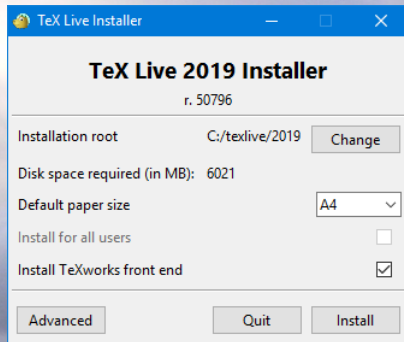 TeX Live Installer
TeX Live 2019 Installer
r. 50796
Installation root C:/texlive/2019 Change
Disk space required (in MB): 6021
Default paper size A4
Install for all users
Install TeXworks front end
Advanced Quit Install